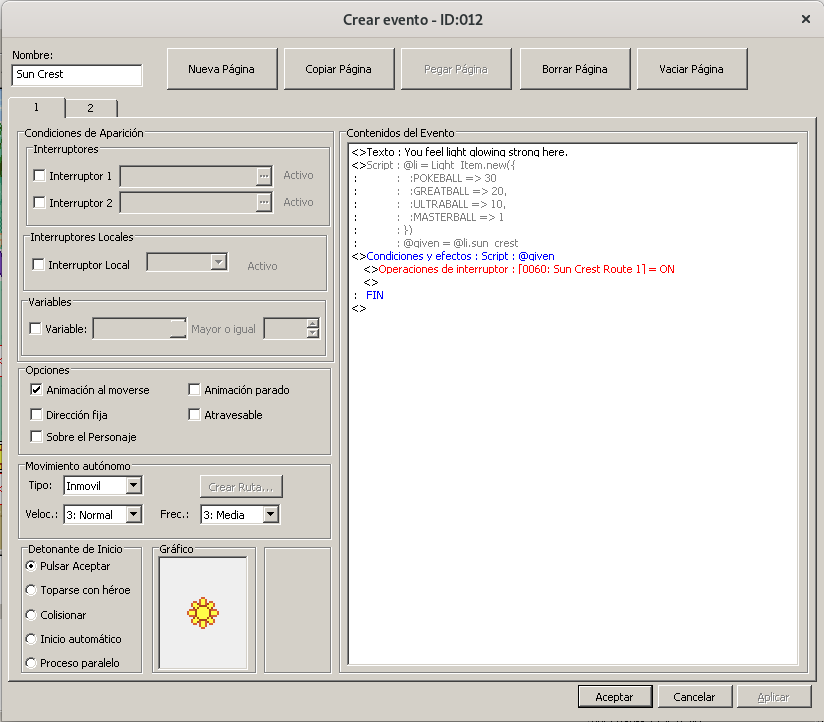 Crear evento - ID:012
Nombre:
Sun Crest
Nueva Página
Copiar Página
Pegar Página
Borrar Página
Vaciar Página
1
2
Condiciones de Aparición
Interruptores
Interruptor 1
...
Activo
Interruptor 2
...
Activo
Interruptores Locales
Interruptor Local
Activo
Variables
Variable:
Mayor o igual
Opciones
Animación al moverse
Animación parado
Dirección fija
Atravesable
Sobre el Personaje
Movimiento autónomo
Tipo:
Inmovil
Crear Ruta...
Veloc.:
3: Normal
Frec.:
3: Media
Detonante de Inicio
Pulsar Aceptar
Toparse con héroe
Colisionar
Inicio automático
Proceso paralelo
Gráfico
Contenidos del Evento
<>Texto : You feel light glowing strong here.
<>Script : @li = Light_Item.new({
: : :POKEBALL => 30
: : :GREATBALL => 20,
: : :ULTRABALL => 10,
: : :MASTERBALL => 1
: : })
: : @given = @li.sun_crest
<>Condiciones y efectos : Script : @given
<>Operaciones de interruptor : [0060: Sun Crest Route 1] = ON
<>
: FIN
<>
Aceptar
Cancelar
Aplicar